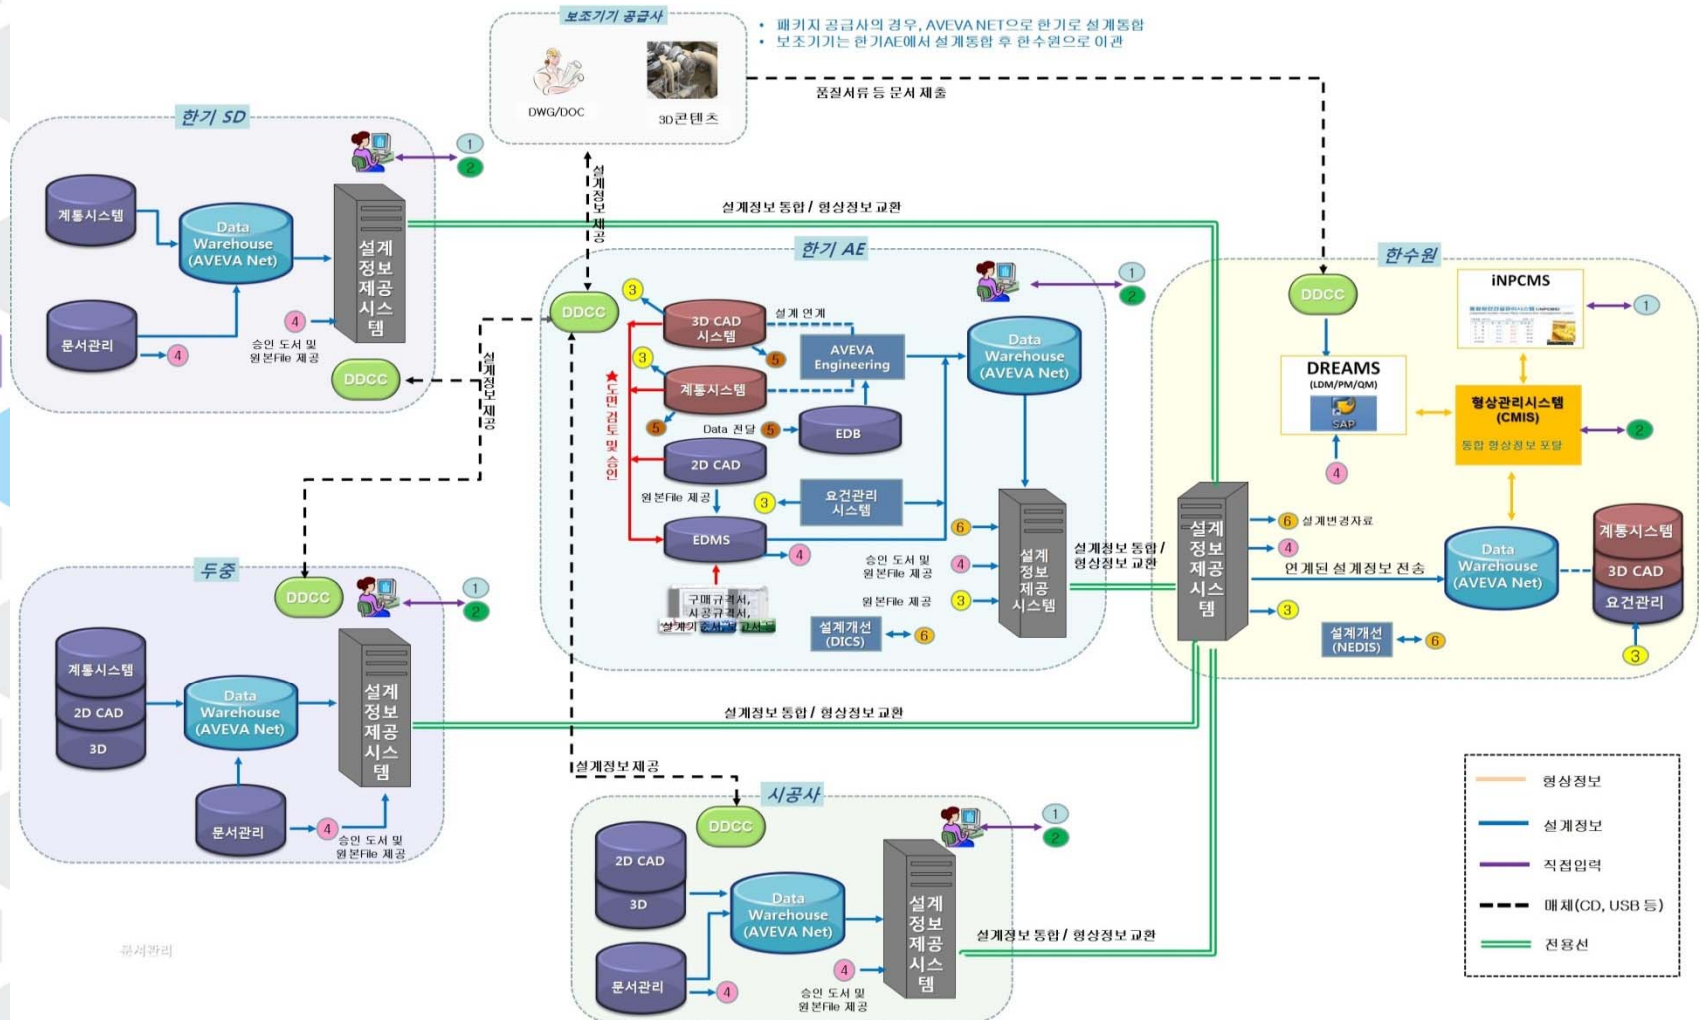 보조기기 공급사
DWG/DOC
3D콘텐츠
• 패키지 공급사의 경우, AVEVA NET으로 한기로 설계통합
• 보조기기는 한기AE에서 설계통합 후 한수원으로 이관
품질서류 등 문서 제출
설계정보 제공
한기 SD
1
2
계통시스템
Data
Warehouse
(AVEVA Net)
설계
정보
제공
시스
템
문서관리
4
4
승인 도서 및
원본File 제공
DDCC
설계정보 통합 / 형상정보 교환
설계정보 제공
한기 AE
DDCC
3
3D CAD
시스템
설계 연계
5
3
계통시스템
5
Data 전달
5
EDB
AVEVA
Engineering
★도면 검토 및 승인
2D CAD
원본File 제공
3
요건관리
시스템
EDMS
4
구매규격서,
시공규격서,
설계기준서,보고서등
1
2
Data
Warehouse
(AVEVA Net)
6
승인 도서 및
원본File 제공
4
원본File 제공
3
설계
정보
제공
시스템
설계개선
(DICS)
6
설계정보 통합 /
형상정보 교환
한수원
DDCC
iNPCMS
1
DREAMS
(LDM/PM/QM)
SAP
4
형상관리시스템
(CMIS)
통합 형상정보 포탈
2
설계
정보
제공
시스
템
6
설계변경자료
4
연계된 설계정보 전송
3
Data
Warehouse
(AVEVA Net)
계통시스템
3D CAD
요건관리
3
설계개선
(NEDIS)
6
두중
DDCC
1
2
계통시스템
2D CAD
3D
Data
Warehouse
(AVEVA Net)
설계
정보
제공
시스
템
문서관리
4
승인 도서 및
원본File 제공
설계정보 통합 / 형상정보 교환
설계정보 제공
시공사
DDCC
1
2
2D CAD
3D
Data
Warehouse
(AVEVA Net)
설계
정보
제공
시스
템
문서관리
4
4
승인 도서 및
원본File 제공
설계정보 통합 / 형상정보 교환
문서관리
형상정보
설계정보
직접입력
매체(CD, USB 등)
전용선